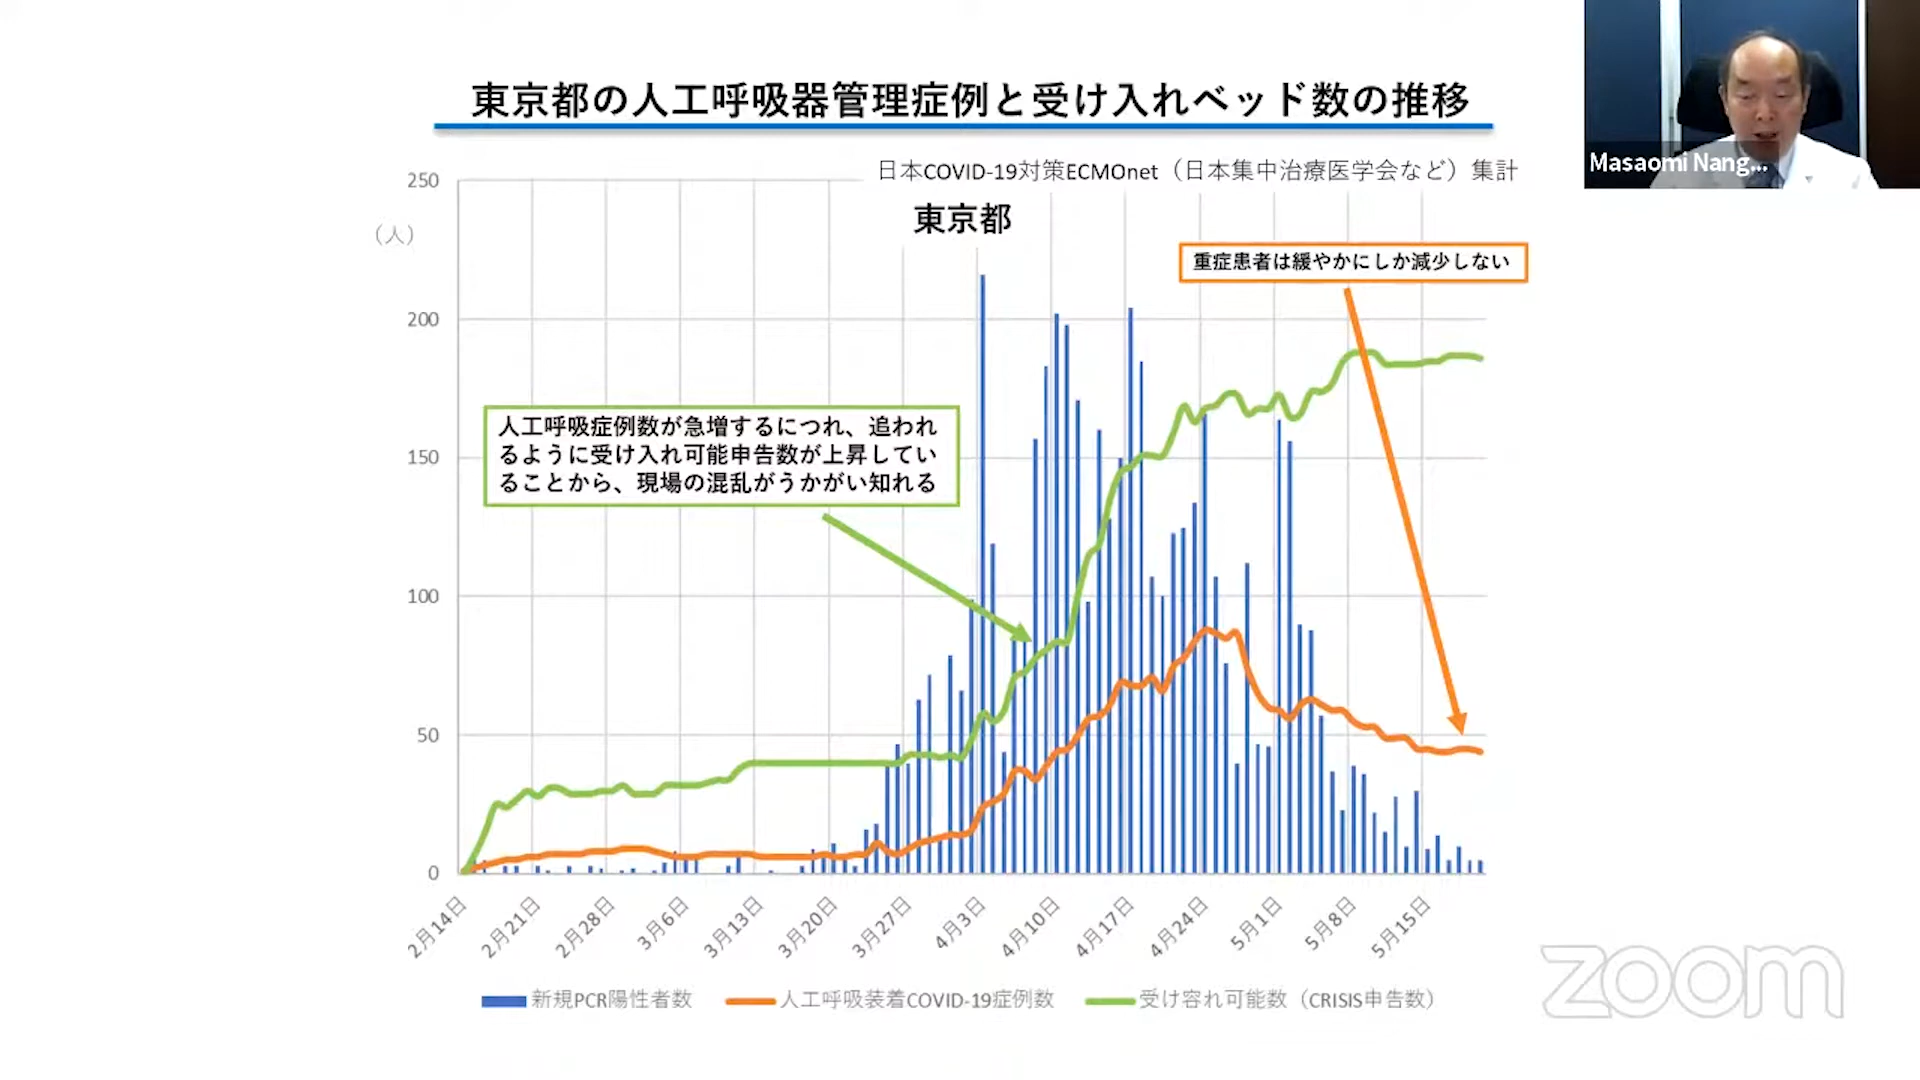 東京都の人工呼吸器管理症例と受け入れベッド数の推移
日本COVID-19対策ECMOnet（日本集中治療医学会など）集計
Masaomi Nang...
東京都
（人）
重症患者は緩やかにしか減少しない
人工呼吸症例数が急増するにつれ、追われ
るように受け入れ可能申告数が上昇してい
ることから、現場の混乱がうかがい知れる
250
200
150
100
50
0
2月14日
2月21日
2月28日
3月6日
3月13日
3月20日
3月27日
4月3日
4月10日
4月17日
4月24日
5月1日
5月8日
5月15日
新規PCR陽性者数
人工呼吸装着COVID-19症例数
受け容れ可能数（CRISIS申告数）
zoom